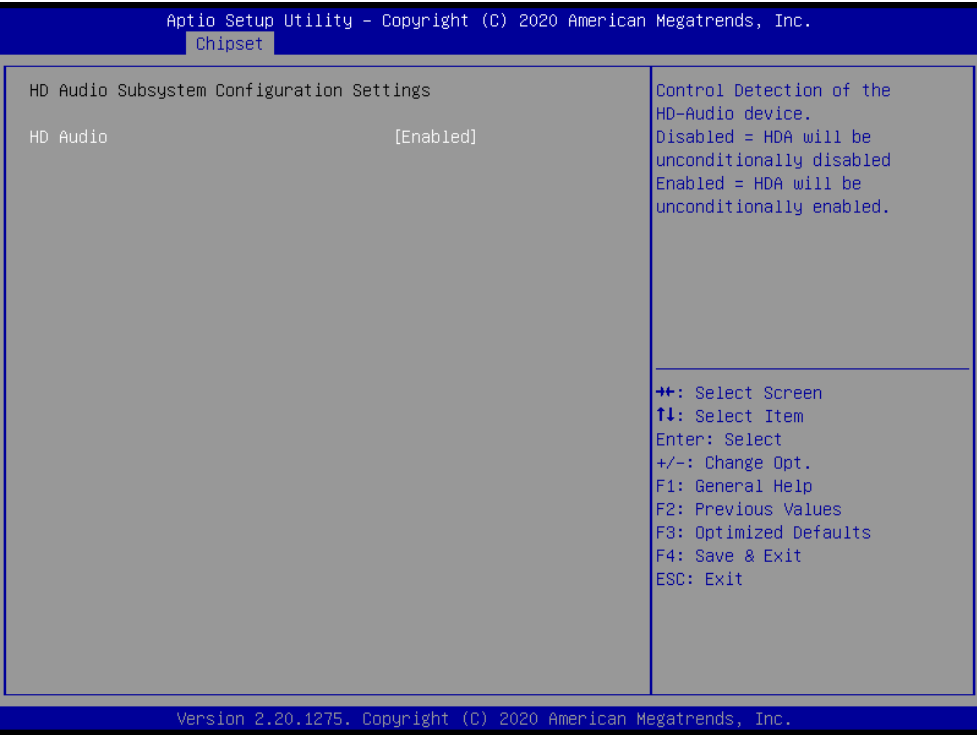 Aptio Setup Utility – Copyright (C) 2020 American Megatrends, Inc.
Chipset
HD Audio Subsystem Configuration Settings
HD Audio [Enabled]
Control Detection of the
HD-Audio device.
Disabled = HDA will be
unconditionally disabled
Enabled = HDA will be
unconditionally enabled.
→←: Select Screen
↑↓: Select Item
Enter: Select
+/-: Change Opt.
F1: General Help
F2: Previous Values
F3: Optimized Defaults
F4: Save & Exit
ESC: Exit
Version 2.20.1275. Copyright (C) 2020 American Megatrends, Inc.